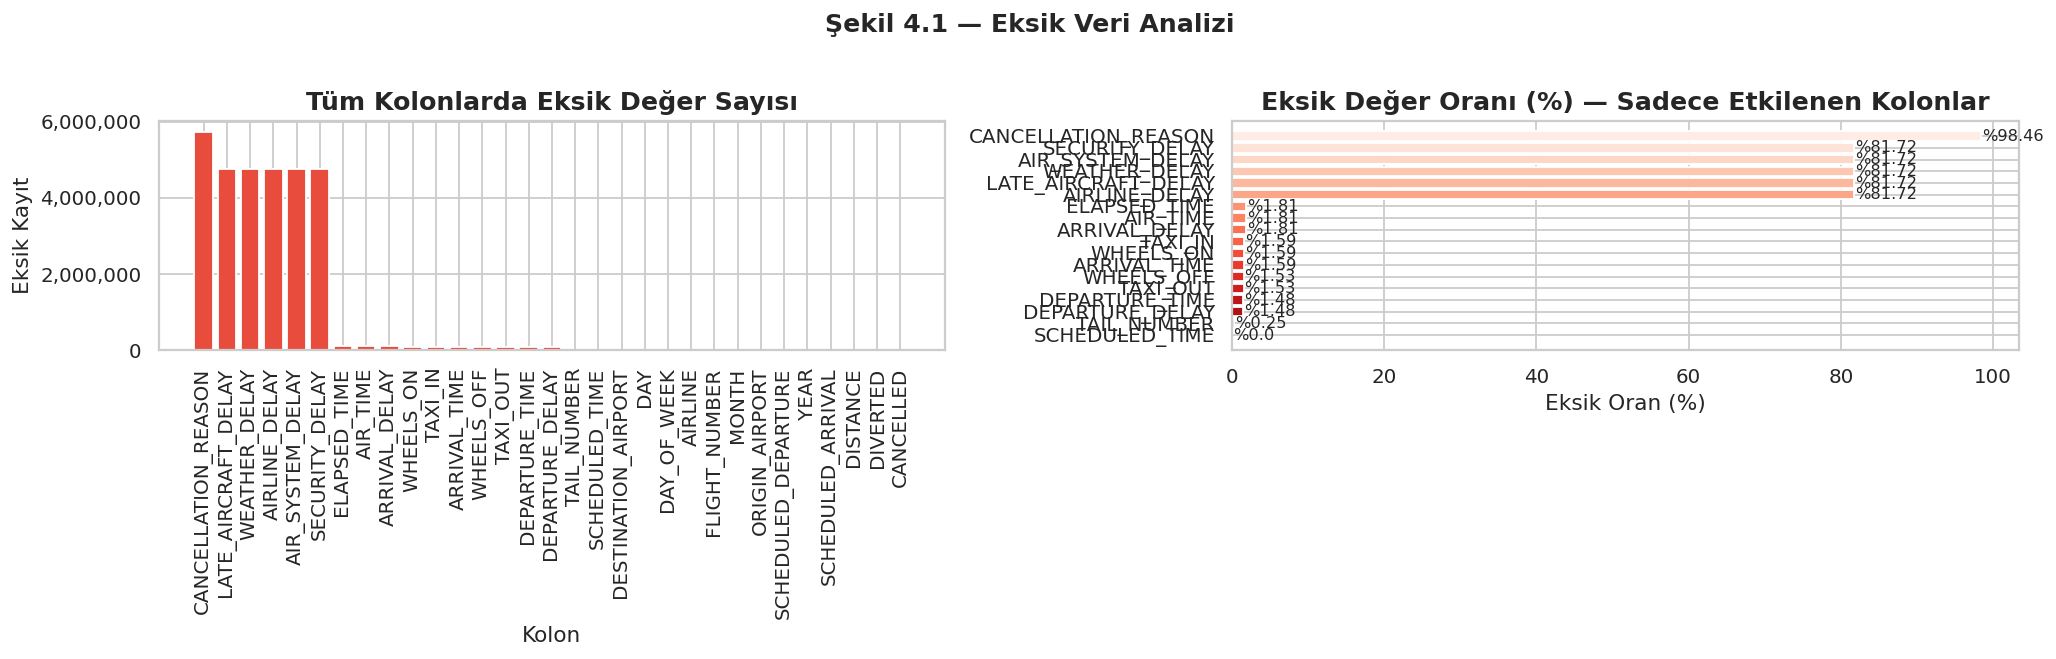 Şekil 4.1 — Eksik Veri Analizi
Tüm Kolonlarda Eksik Değer Sayısı
Eksik Kayıt
6,000,000
4,000,000
2,000,000
0
CANCELLATION_REASON
LATE_AIRCRAFT_DELAY
WEATHER_DELAY
AIRLINE_DELAY
AIR_SYSTEM_DELAY
SECURITY_DELAY
ELAPSED_TIME
AIR_TIME
ARRIVAL_DELAY
WHEELS_ON
TAXI_IN
ARRIVAL_TIME
WHEELS_OFF
TAXI_OUT
DEPARTURE_TIME
DEPARTURE_DELAY
TAIL_NUMBER
SCHEDULED_TIME
DESTINATION_AIRPORT
DAY
DAY_OF_WEEK
AIRLINE
FLIGHT_NUMBER
MONTH
ORIGIN_AIRPORT
SCHEDULED_DEPARTURE
YEAR
SCHEDULED_ARRIVAL
DISTANCE
DIVERTED
CANCELLED
Kolon
Eksik Değer Oranı (%) — Sadece Etkilenen Kolonlar
CANCELLATION_REASON %98.46
SECURITY_DELAY %81.72
AIR_SYSTEM_DELAY %81.72
WEATHER_DELAY %81.72
LATE_AIRCRAFT_DELAY %81.72
AIRLINE_DELAY %81.72
ELAPSED_TIME %1.81
AIR_TIME %1.81
ARRIVAL_DELAY %1.81
TAXI_IN %1.59
WHEELS_ON %1.59
ARRIVAL_TIME %1.59
WHEELS_OFF %1.53
TAXI_OUT %1.53
DEPARTURE_TIME %1.48
DEPARTURE_DELAY %1.48
TAIL_NUMBER %0.25
SCHEDULED_TIME %0.0
0 20 40 60 80 100
Eksik Oran (%)